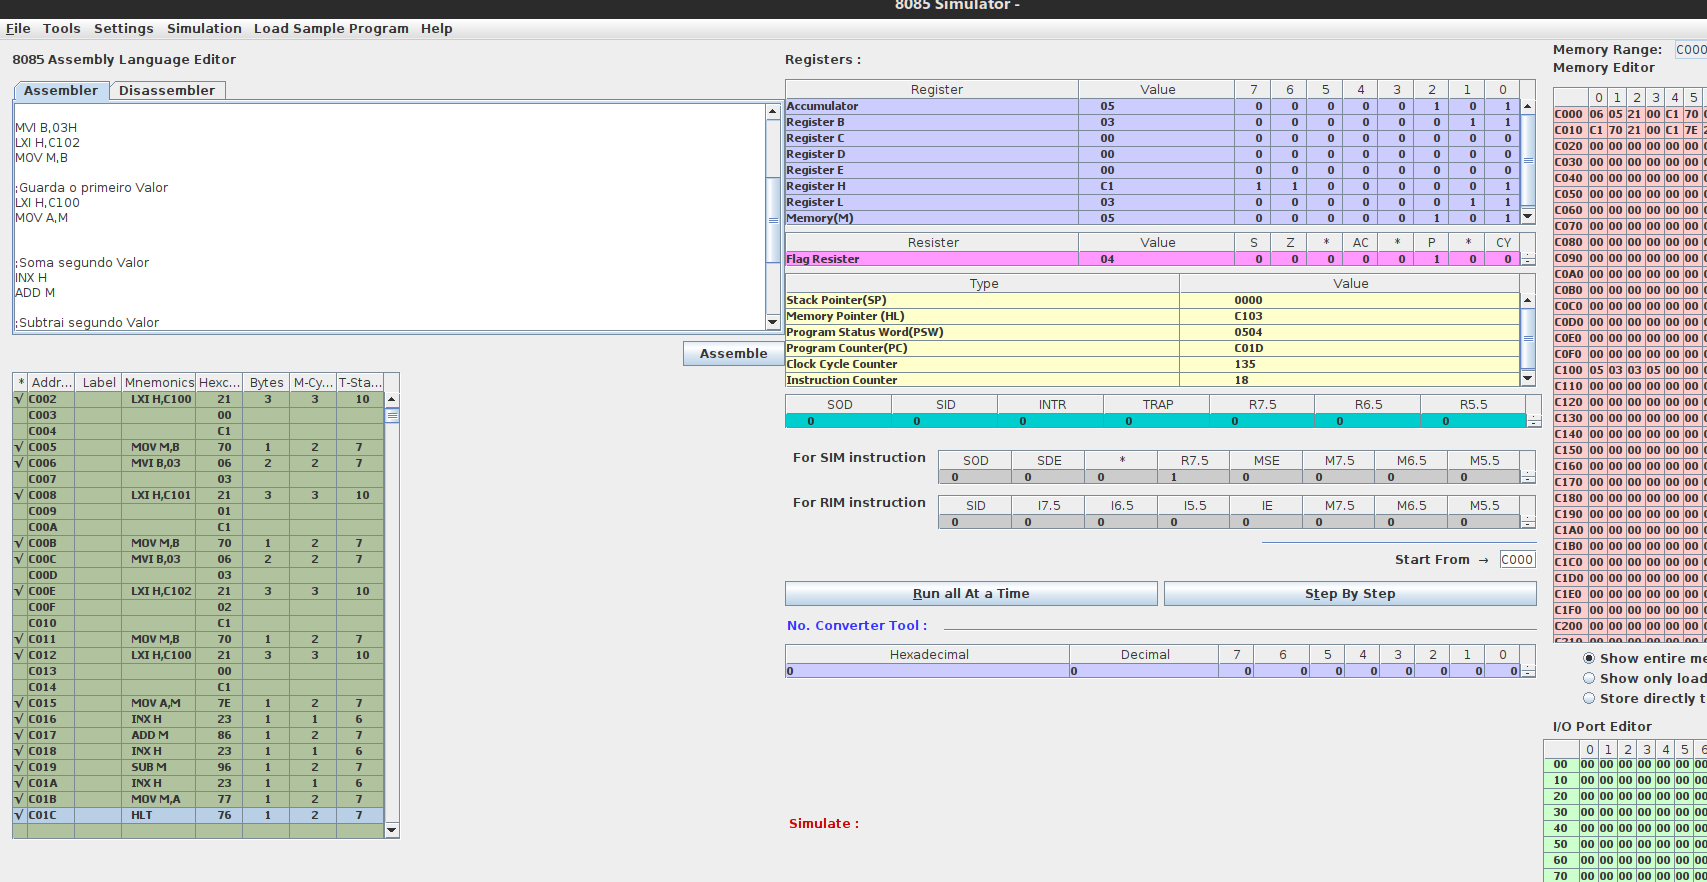 8085 Simulator -
File Tools Settings Simulation Load Sample Program Help
8085 Assembly Language Editor
Assembler Disassembler
MVI B,03H
LXI H,C102
MOV M,B
;Guarda o primeiro Valor
LXI H,C100
MOV A,M
;Soma segundo Valor
INX H
ADD M
;Subtrai segundo Valor
Assemble
* Addr... Label Mnemonics Hexc... Bytes M-Cy... T-Sta...
√ C002 LXI H,C100 21 3 3 10
C003 00
C004 C1
√ C005 MOV M,B 70 1 2 7
√ C006 MVI B,03 06 2 2 7
C007 03
√ C008 LXI H,C101 21 3 3 10
C009 01
C00A C1
√ C00B MOV M,B 70 1 2 7
√ C00C MVI B,03 06 2 2 7
C00D 03
√ C00E LXI H,C102 21 3 3 10
C00F 02
C010 C1
√ C011 MOV M,B 70 1 2 7
√ C012 LXI H,C100 21 3 3 10
C013 00
C014 C1
√ C015 MOV A,M 7E 1 2 7
√ C016 INX H 23 1 1 6
√ C017 ADD M 86 1 2 7
√ C018 INX H 23 1 1 6
√ C019 SUB M 96 1 2 7
√ C01A INX H 23 1 1 6
√ C01B MOV M,A 77 1 2 7
√ C01C HLT 76 1 2 7
Registers :
Register Value 7 6 5 4 3 2 1 0
Accumulator 05 0 0 0 0 0 1 0 1
Register B 03 0 0 0 0 0 0 1 1
Register C 00 0 0 0 0 0 0 0 0
Register D 00 0 0 0 0 0 0 0 0
Register E 00 0 0 0 0 0 0 0 0
Register H C1 1 1 0 0 0 0 0 1
Register L 03 0 0 0 0 0 0 1 1
Memory(M) 05 0 0 0 0 0 1 0 1
Resister Value S Z * AC * P * CY
Flag Resister 04 0 0 0 0 0 1 0 0
Type Value
Stack Pointer(SP) 0000
Memory Pointer (HL) C103
Program Status Word(PSW) 0504
Program Counter(PC) C01D
Clock Cycle Counter 135
Instruction Counter 18
SOD SID INTR TRAP R7.5 R6.5 R5.5
0 0 0 0 0 0 0
For SIM instruction
SOD SDE * R7.5 MSE M7.5 M6.5 M5.5
0 0 0 1 0 0 0 0
For RIM instruction
SID I7.5 I6.5 I5.5 IE M7.5 M6.5 M5.5
0 0 0 0 0 0 0 0
Start From → C000
Run all At a Time Step By Step
No. Converter Tool :
Hexadecimal Decimal 7 6 5 4 3 2 1 0
0 0 0 0 0 0 0 0 0 0
Simulate :
Memory Range: C000
Memory Editor
0 1 2 3 4 5
C000 06 05 21 00 C1 70
C010 C1 70 21 00 C1 7E
C020 00 00 00 00 00 00
C030 00 00 00 00 00 00
C040 00 00 00 00 00 00
C050 00 00 00 00 00 00
C060 00 00 00 00 00 00
C070 00 00 00 00 00 00
C080 00 00 00 00 00 00
C090 00 00 00 00 00 00
C0A0 00 00 00 00 00 00
C0B0 00 00 00 00 00 00
C0C0 00 00 00 00 00 00
C0D0 00 00 00 00 00 00
C0E0 00 00 00 00 00 00
C0F0 00 00 00 00 00 00
C100 05 03 03 05 00 00
C110 00 00 00 00 00 00
C120 00 00 00 00 00 00
C130 00 00 00 00 00 00
C140 00 00 00 00 00 00
C150 00 00 00 00 00 00
C160 00 00 00 00 00 00
C170 00 00 00 00 00 00
C180 00 00 00 00 00 00
C190 00 00 00 00 00 00
C1A0 00 00 00 00 00 00
C1B0 00 00 00 00 00 00
C1C0 00 00 00 00 00 00
C1D0 00 00 00 00 00 00
C1E0 00 00 00 00 00 00
C1F0 00 00 00 00 00 00
C200 00 00 00 00 00 00
C210 00 00 00 00 00 00
Show entire me
Show only load
Store directly t
I/O Port Editor
0 1 2 3 4 5 6
00 00 00 00 00 00 00
10 00 00 00 00 00 00
20 00 00 00 00 00 00
30 00 00 00 00 00 00
40 00 00 00 00 00 00
50 00 00 00 00 00 00
60 00 00 00 00 00 00
70 00 00 00 00 00 00